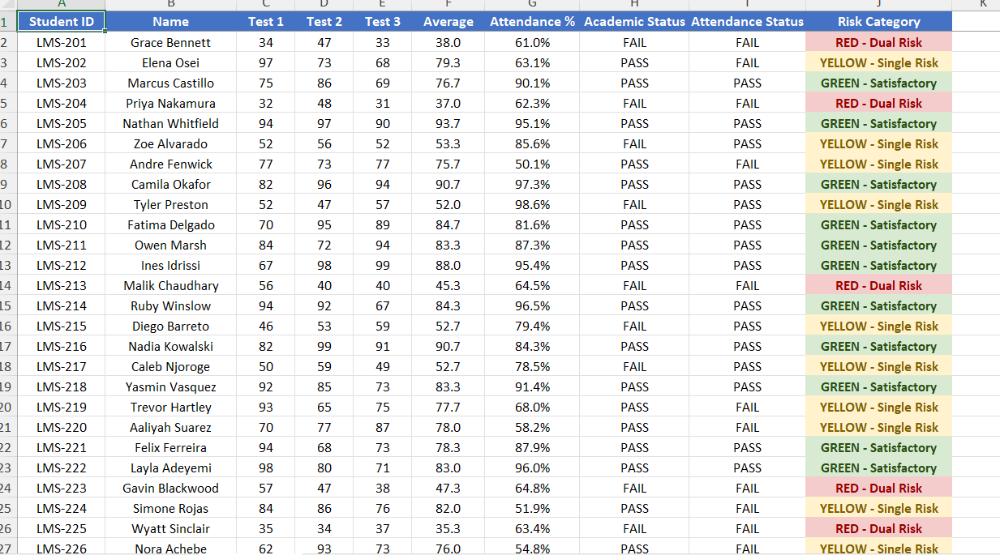 A B C D E F G H I J K
1 Student ID Name Test 1 Test 2 Test 3 Average Attendance % Academic Status Attendance Status Risk Category
2 LMS-201 Grace Bennett 34 47 33 38.0 61.0% FAIL FAIL RED - Dual Risk
3 LMS-202 Elena Osei 97 73 68 79.3 63.1% PASS FAIL YELLOW - Single Risk
4 LMS-203 Marcus Castillo 75 86 69 76.7 90.1% PASS PASS GREEN - Satisfactory
5 LMS-204 Priya Nakamura 32 48 31 37.0 62.3% FAIL FAIL RED - Dual Risk
6 LMS-205 Nathan Whitfield 94 97 90 93.7 95.1% PASS PASS GREEN - Satisfactory
7 LMS-206 Zoe Alvarado 52 56 52 53.3 85.6% FAIL PASS YELLOW - Single Risk
8 LMS-207 Andre Fenwick 77 73 77 75.7 50.1% PASS FAIL YELLOW - Single Risk
9 LMS-208 Camila Okafor 82 96 94 90.7 97.3% PASS PASS GREEN - Satisfactory
10 LMS-209 Tyler Preston 52 47 57 52.0 98.6% FAIL PASS YELLOW - Single Risk
11 LMS-210 Fatima Delgado 70 95 89 84.7 81.6% PASS PASS GREEN - Satisfactory
12 LMS-211 Owen Marsh 84 72 94 83.3 87.3% PASS PASS GREEN - Satisfactory
13 LMS-212 Ines Idrissi 67 98 99 88.0 95.4% PASS PASS GREEN - Satisfactory
14 LMS-213 Malik Chaudhary 56 40 40 45.3 64.5% FAIL FAIL RED - Dual Risk
15 LMS-214 Ruby Winslow 94 92 67 84.3 96.5% PASS PASS GREEN - Satisfactory
16 LMS-215 Diego Barreto 46 53 59 52.7 79.4% FAIL PASS YELLOW - Single Risk
17 LMS-216 Nadia Kowalski 82 99 91 90.7 84.3% PASS PASS GREEN - Satisfactory
18 LMS-217 Caleb Njoroge 50 59 49 52.7 78.5% FAIL PASS YELLOW - Single Risk
19 LMS-218 Yasmin Vasquez 92 85 73 83.3 91.4% PASS PASS GREEN - Satisfactory
20 LMS-219 Trevor Hartley 93 65 75 77.7 68.0% PASS FAIL YELLOW - Single Risk
21 LMS-220 Aaliyah Suarez 70 77 87 78.0 58.2% PASS FAIL YELLOW - Single Risk
22 LMS-221 Felix Ferreira 94 68 73 78.3 87.9% PASS PASS GREEN - Satisfactory
23 LMS-222 Layla Adeyemi 98 80 71 83.0 96.0% PASS PASS GREEN - Satisfactory
24 LMS-223 Gavin Blackwood 57 47 38 47.3 64.8% FAIL FAIL RED - Dual Risk
25 LMS-224 Simone Rojas 84 86 76 82.0 51.9% PASS FAIL YELLOW - Single Risk
26 LMS-225 Wyatt Sinclair 35 34 37 35.3 63.4% FAIL FAIL RED - Dual Risk
27 LMS-226 Nora Achebe 62 93 73 76.0 54.8% PASS FAIL YELLOW - Single Risk